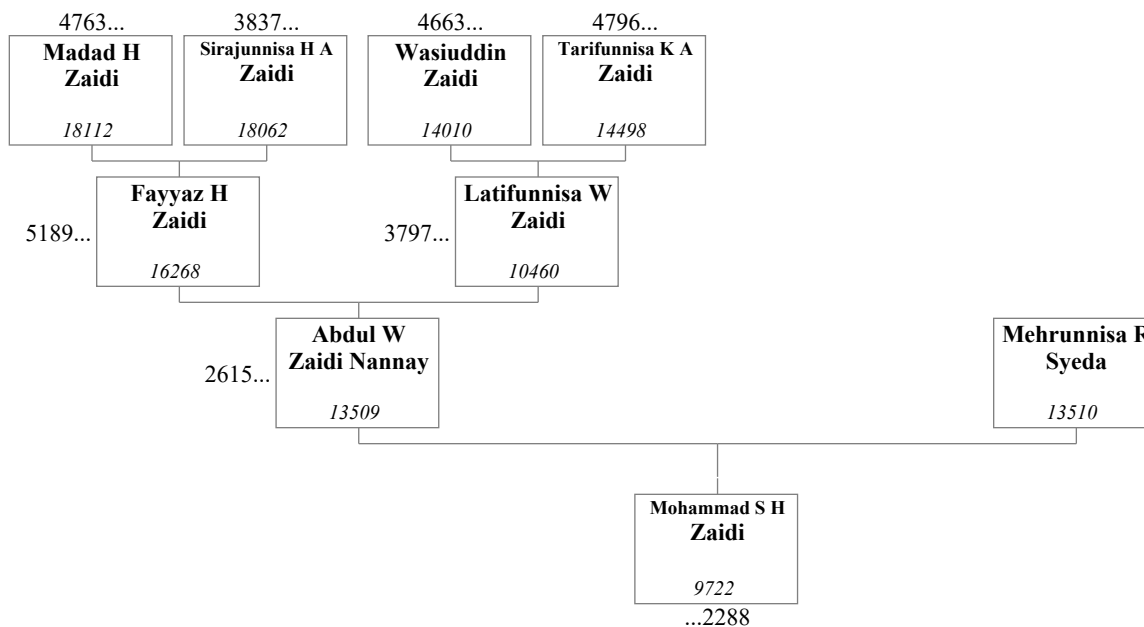 4763...
3837...
4663...
4796...
Madad H
Zaidi
18112
Sirajunnisa H A
Zaidi
18062
Wasiuddin
Zaidi
14010
Tarifunnisa K A
Zaidi
14498
Fayyaz H
Zaidi
16268
5189...
Latifunnisa W
Zaidi
10460
3797...
Abdul W
Zaidi Nannay
13509
2615...
Mehrunnisa R
Syeda
13510
Mohammad S H
Zaidi
9722
...2288